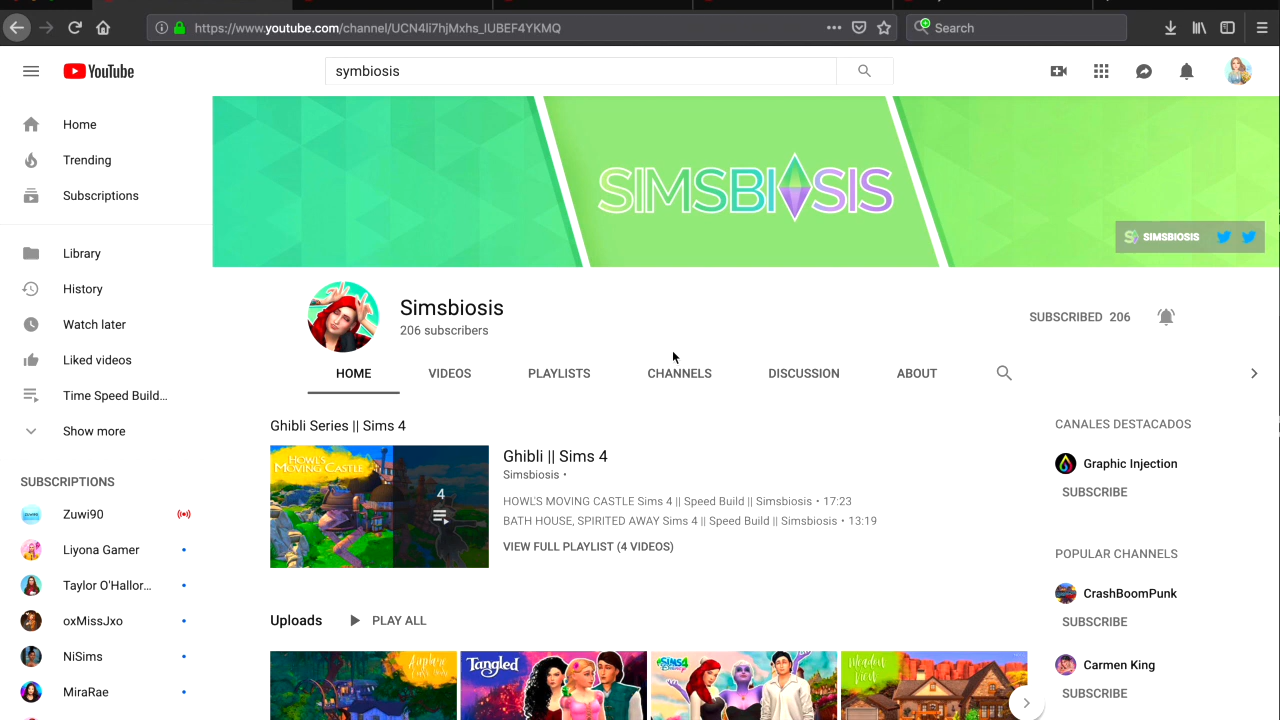 https://www.youtube.com/channel/UCN4li7hjMxhs_IUBEF4YKMQ
Search
YouTube
symbiosis
Home
Trending
Subscriptions
Library
History
Watch later
Liked videos
Time Speed Build...
Show more
SUBSCRIPTIONS
Zuwi90
Liyona Gamer
Taylor O'Hallor...
oxMissJxo
NiSims
MiraRae
SIMSBIOSIS
SIMSBIOSIS
Simsbiosis
206 subscribers
SUBSCRIBED 206
HOME VIDEOS PLAYLISTS CHANNELS DISCUSSION ABOUT
Ghibli Series || Sims 4
HOWL'S
MOVING CASTLE
4
Ghibli || Sims 4
Simsbiosis •
HOWL'S MOVING CASTLE Sims 4 || Speed Build || Simsbiosis • 17:23
BATH HOUSE, SPIRITED AWAY Sims 4 || Speed Build || Simsbiosis • 13:19
VIEW FULL PLAYLIST (4 VIDEOS)
Uploads PLAY ALL
Tangled
meadow
view
CANALES DESTACADOS
Graphic Injection
SUBSCRIBE
POPULAR CHANNELS
CrashBoomPunk
SUBSCRIBE
Carmen King
SUBSCRIBE